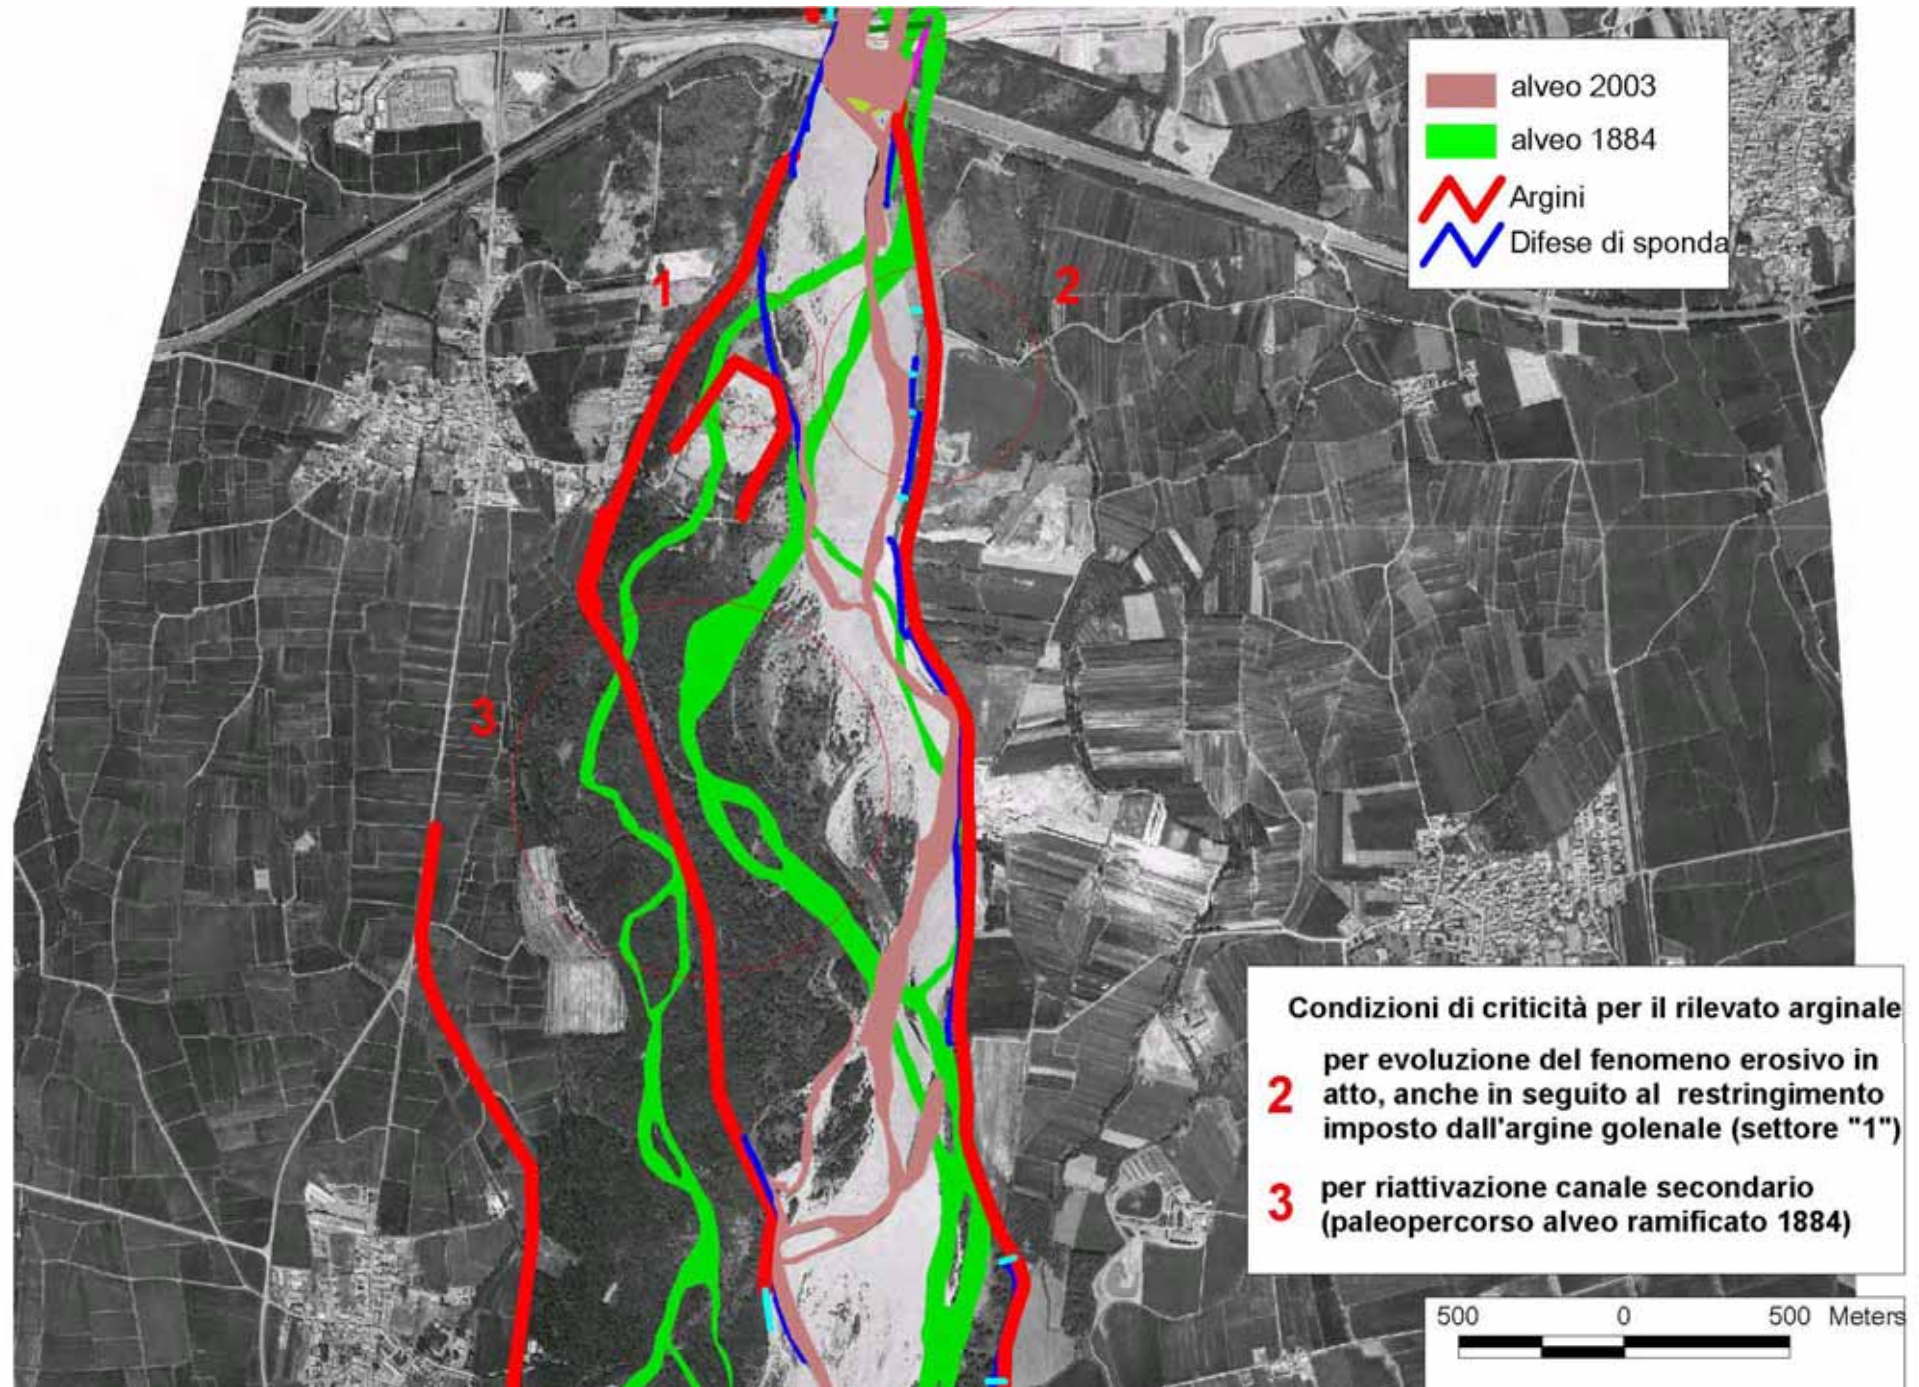 alveo 2003
alveo 1884
Argini
Difese di sponda
1
2
3
Condizioni di criticità per il rilevato arginale
2 per evoluzione del fenomeno erosivo in
atto, anche in seguito al restringimento
imposto dall'argine golenale (settore "1")
3 per riattivazione canale secondario
(paleopercorso alveo ramificato 1884)
500 0 500 Meters